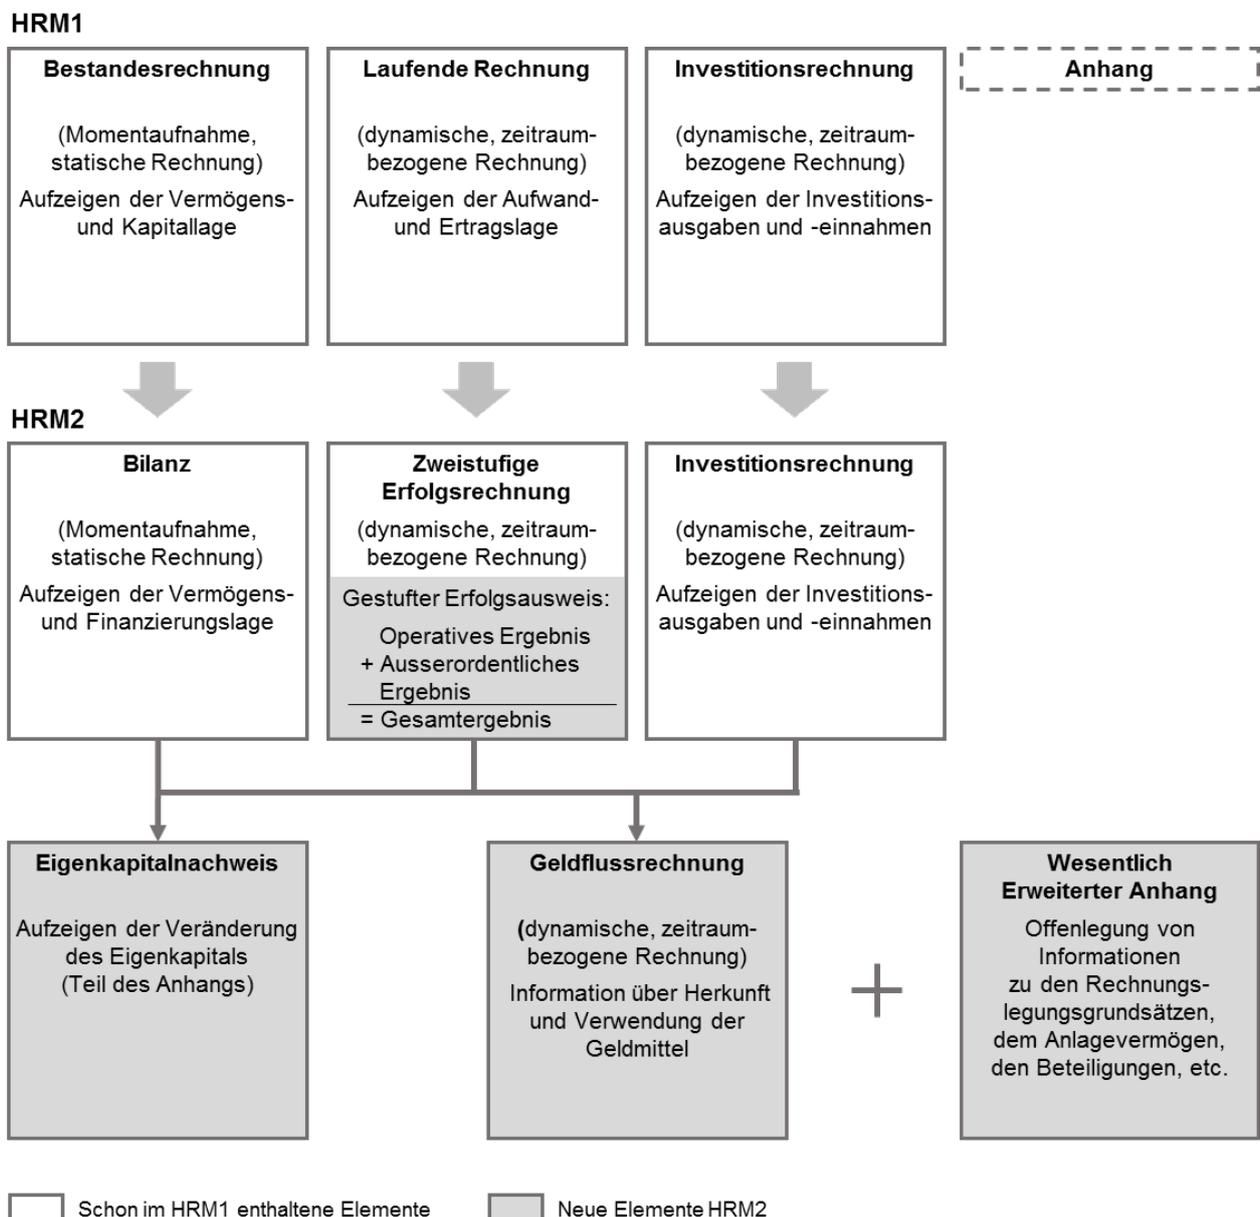 HRM1
Bestandesrechnung
(Momentaufnahme,
statische Rechnung)
Aufzeigen der Vermögens-
und Kapitallage
Laufende Rechnung
(dynamische, zeitraum-
bezogene Rechnung)
Aufzeigen der Aufwand-
und Ertragslage
Investitionsrechnung
(dynamische, zeitraum-
bezogene Rechnung)
Aufzeigen der Investitions-
ausgaben und -einnahmen
Anhang
HRM2
Bilanz
(Momentaufnahme,
statische Rechnung)
Aufzeigen der Vermögens-
und Finanzierungslage
Zweistufige
Erfolgsrechnung
(dynamische, zeitraum-
bezogene Rechnung)
Gestufter Erfolgsausweis:
Operatives Ergebnis
+ Ausserordentliches
Ergebnis
= Gesamtergebnis
Investitionsrechnung
(dynamische, zeitraum-
bezogene Rechnung)
Aufzeigen der Investitions-
ausgaben und -einnahmen
Eigenkapitalnachweis
Aufzeigen der Veränderung
des Eigenkapitals
(Teil des Anhangs)
Geldflussrechnung
(dynamische, zeitraum-
bezogene Rechnung)
Information über Herkunft
und Verwendung der
Geldmittel
+
Wesentlich
Erweiterter Anhang
Offenlegung von
Informationen
zu den Rechnungs-
legungsgrundsätzen,
dem Anlagevermögen,
den Beteiligungen, etc.
Schon im HRM1 enthaltene Elemente
Neue Elemente HRM2